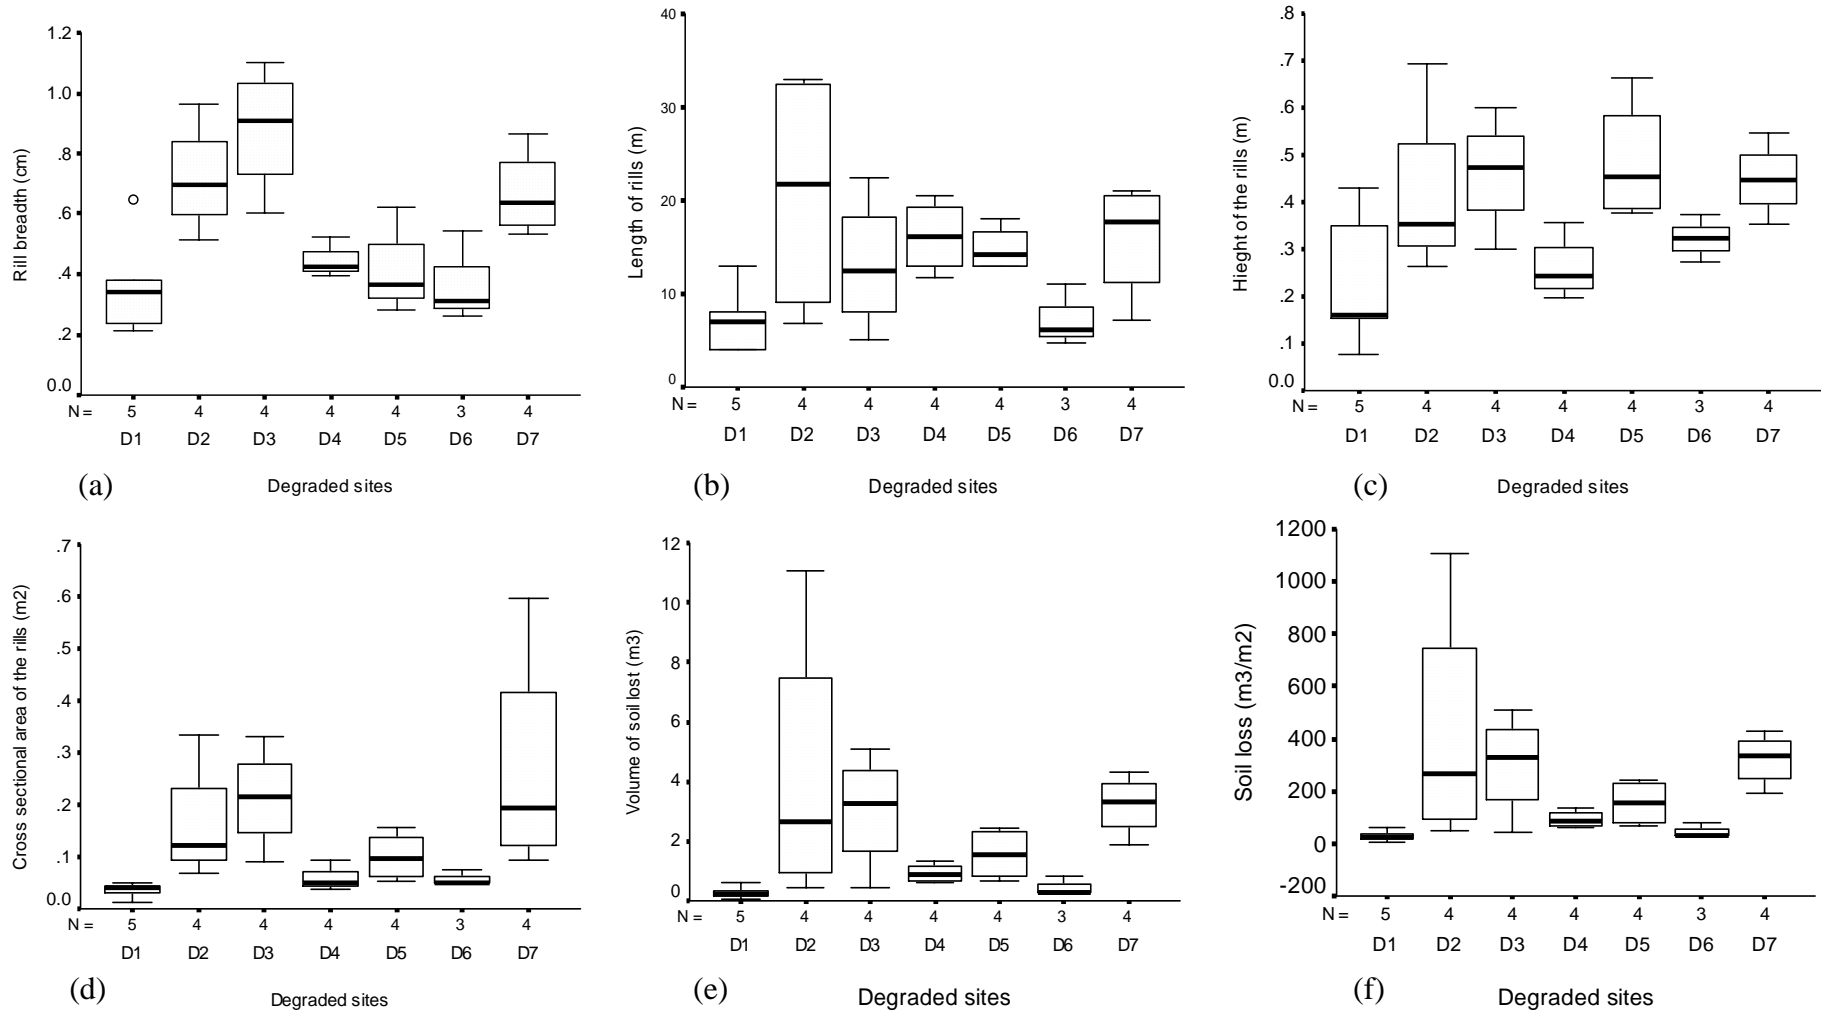 Rill breadth (cm)
1.2
1.0
.8
.6
.4
.2
0.0
N = 5 4 4 4 4 3 4
D1 D2 D3 D4 D5 D6 D7
(a) Degraded sites
Length of rills (m)
40
30
20
10
0
N = 5 4 4 4 4 3 4
D1 D2 D3 D4 D5 D6 D7
(b) Degraded sites
Hieght of the rills (m)
.8
.7
.6
.5
.4
.3
.2
.1
0.0
N = 5 4 4 4 4 3 4
D1 D2 D3 D4 D5 D6 D7
(c) Degraded sites
Cross sectional area of the rills (m2)
.7
.6
.5
.4
.3
.2
.1
0.0
N = 5 4 4 4 4 3 4
D1 D2 D3 D4 D5 D6 D7
(d) Degraded sites
Volume of soil lost (m3)
12
10
8
6
4
2
0
N = 5 4 4 4 4 3 4
D1 D2 D3 D4 D5 D6 D7
(e) Degraded sites
Soil loss (m3/m2)
1200
1000
800
600
400
200
0
-200
N = 5 4 4 4 4 3 4
D1 D2 D3 D4 D5 D6 D7
(f) Degraded sites